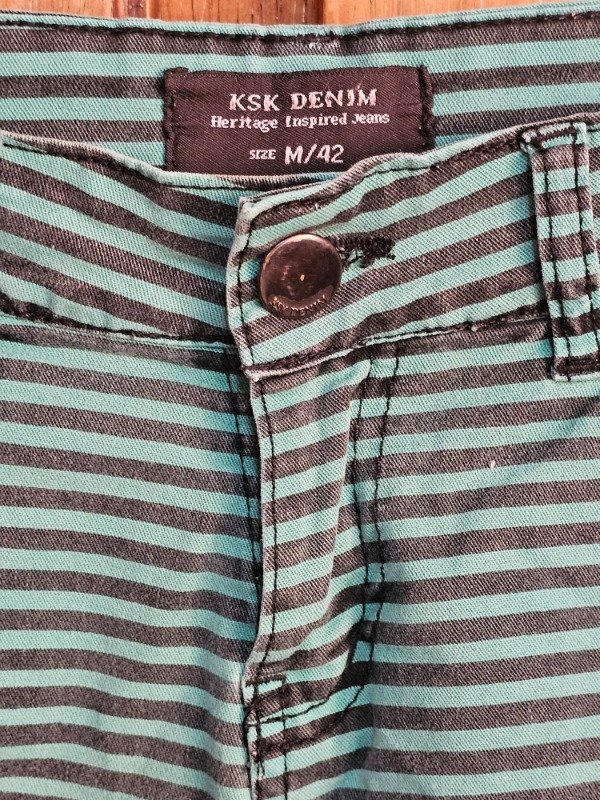 KSK DENIM
Heritage Inspired Jeans
SIZE M/42